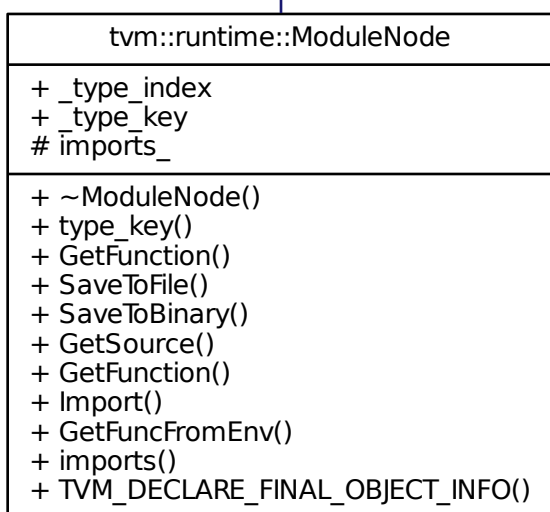 tvm::runtime::ModuleNode
+ _type_index
+ _type_key
# imports_
+ ~ModuleNode()
+ type_key()
+ GetFunction()
+ SaveToFile()
+ SaveToBinary()
+ GetSource()
+ GetFunction()
+ Import()
+ GetFuncFromEnv()
+ imports()
+ TVM_DECLARE_FINAL_OBJECT_INFO()